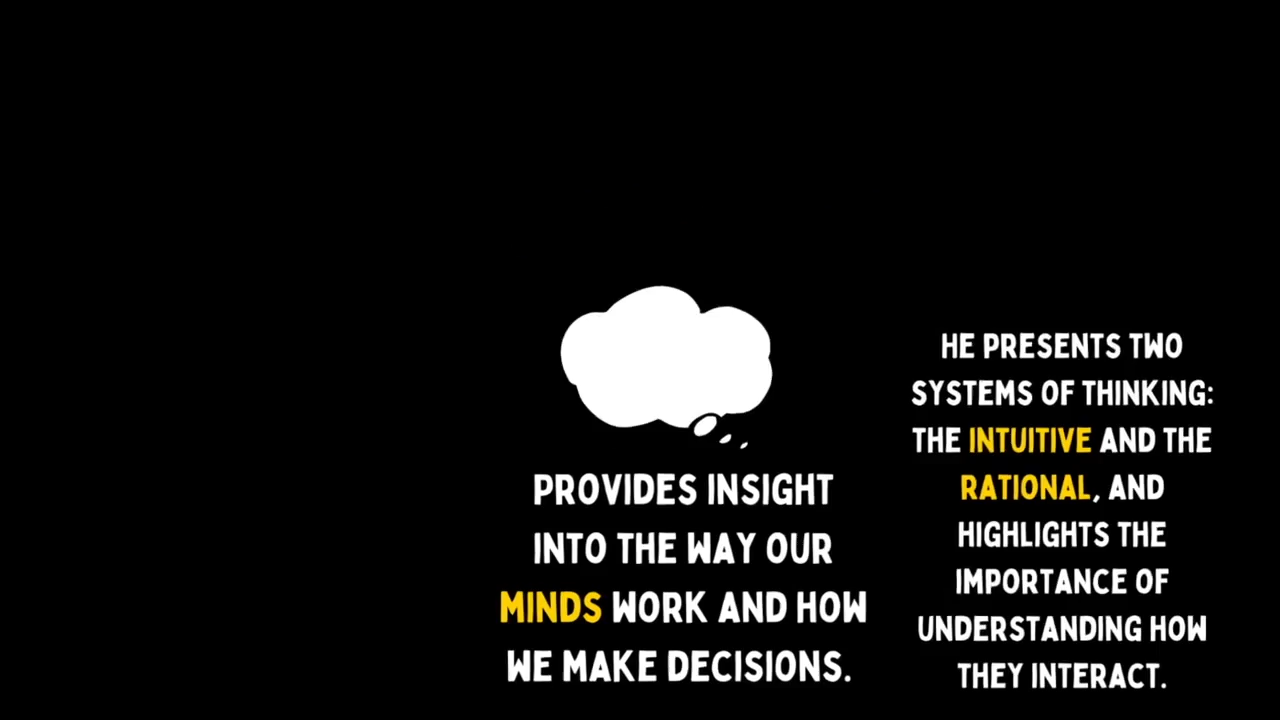 PROVIDES INSIGHT
INTO THE WAY OUR
MINDS WORK AND HOW
WE MAKE DECISIONS.
HE PRESENTS TWO
SYSTEMS OF THINKING:
THE INTUITIVE AND THE
RATIONAL, AND
HIGHLIGHTS THE
IMPORTANCE OF
UNDERSTANDING HOW
THEY INTERACT.